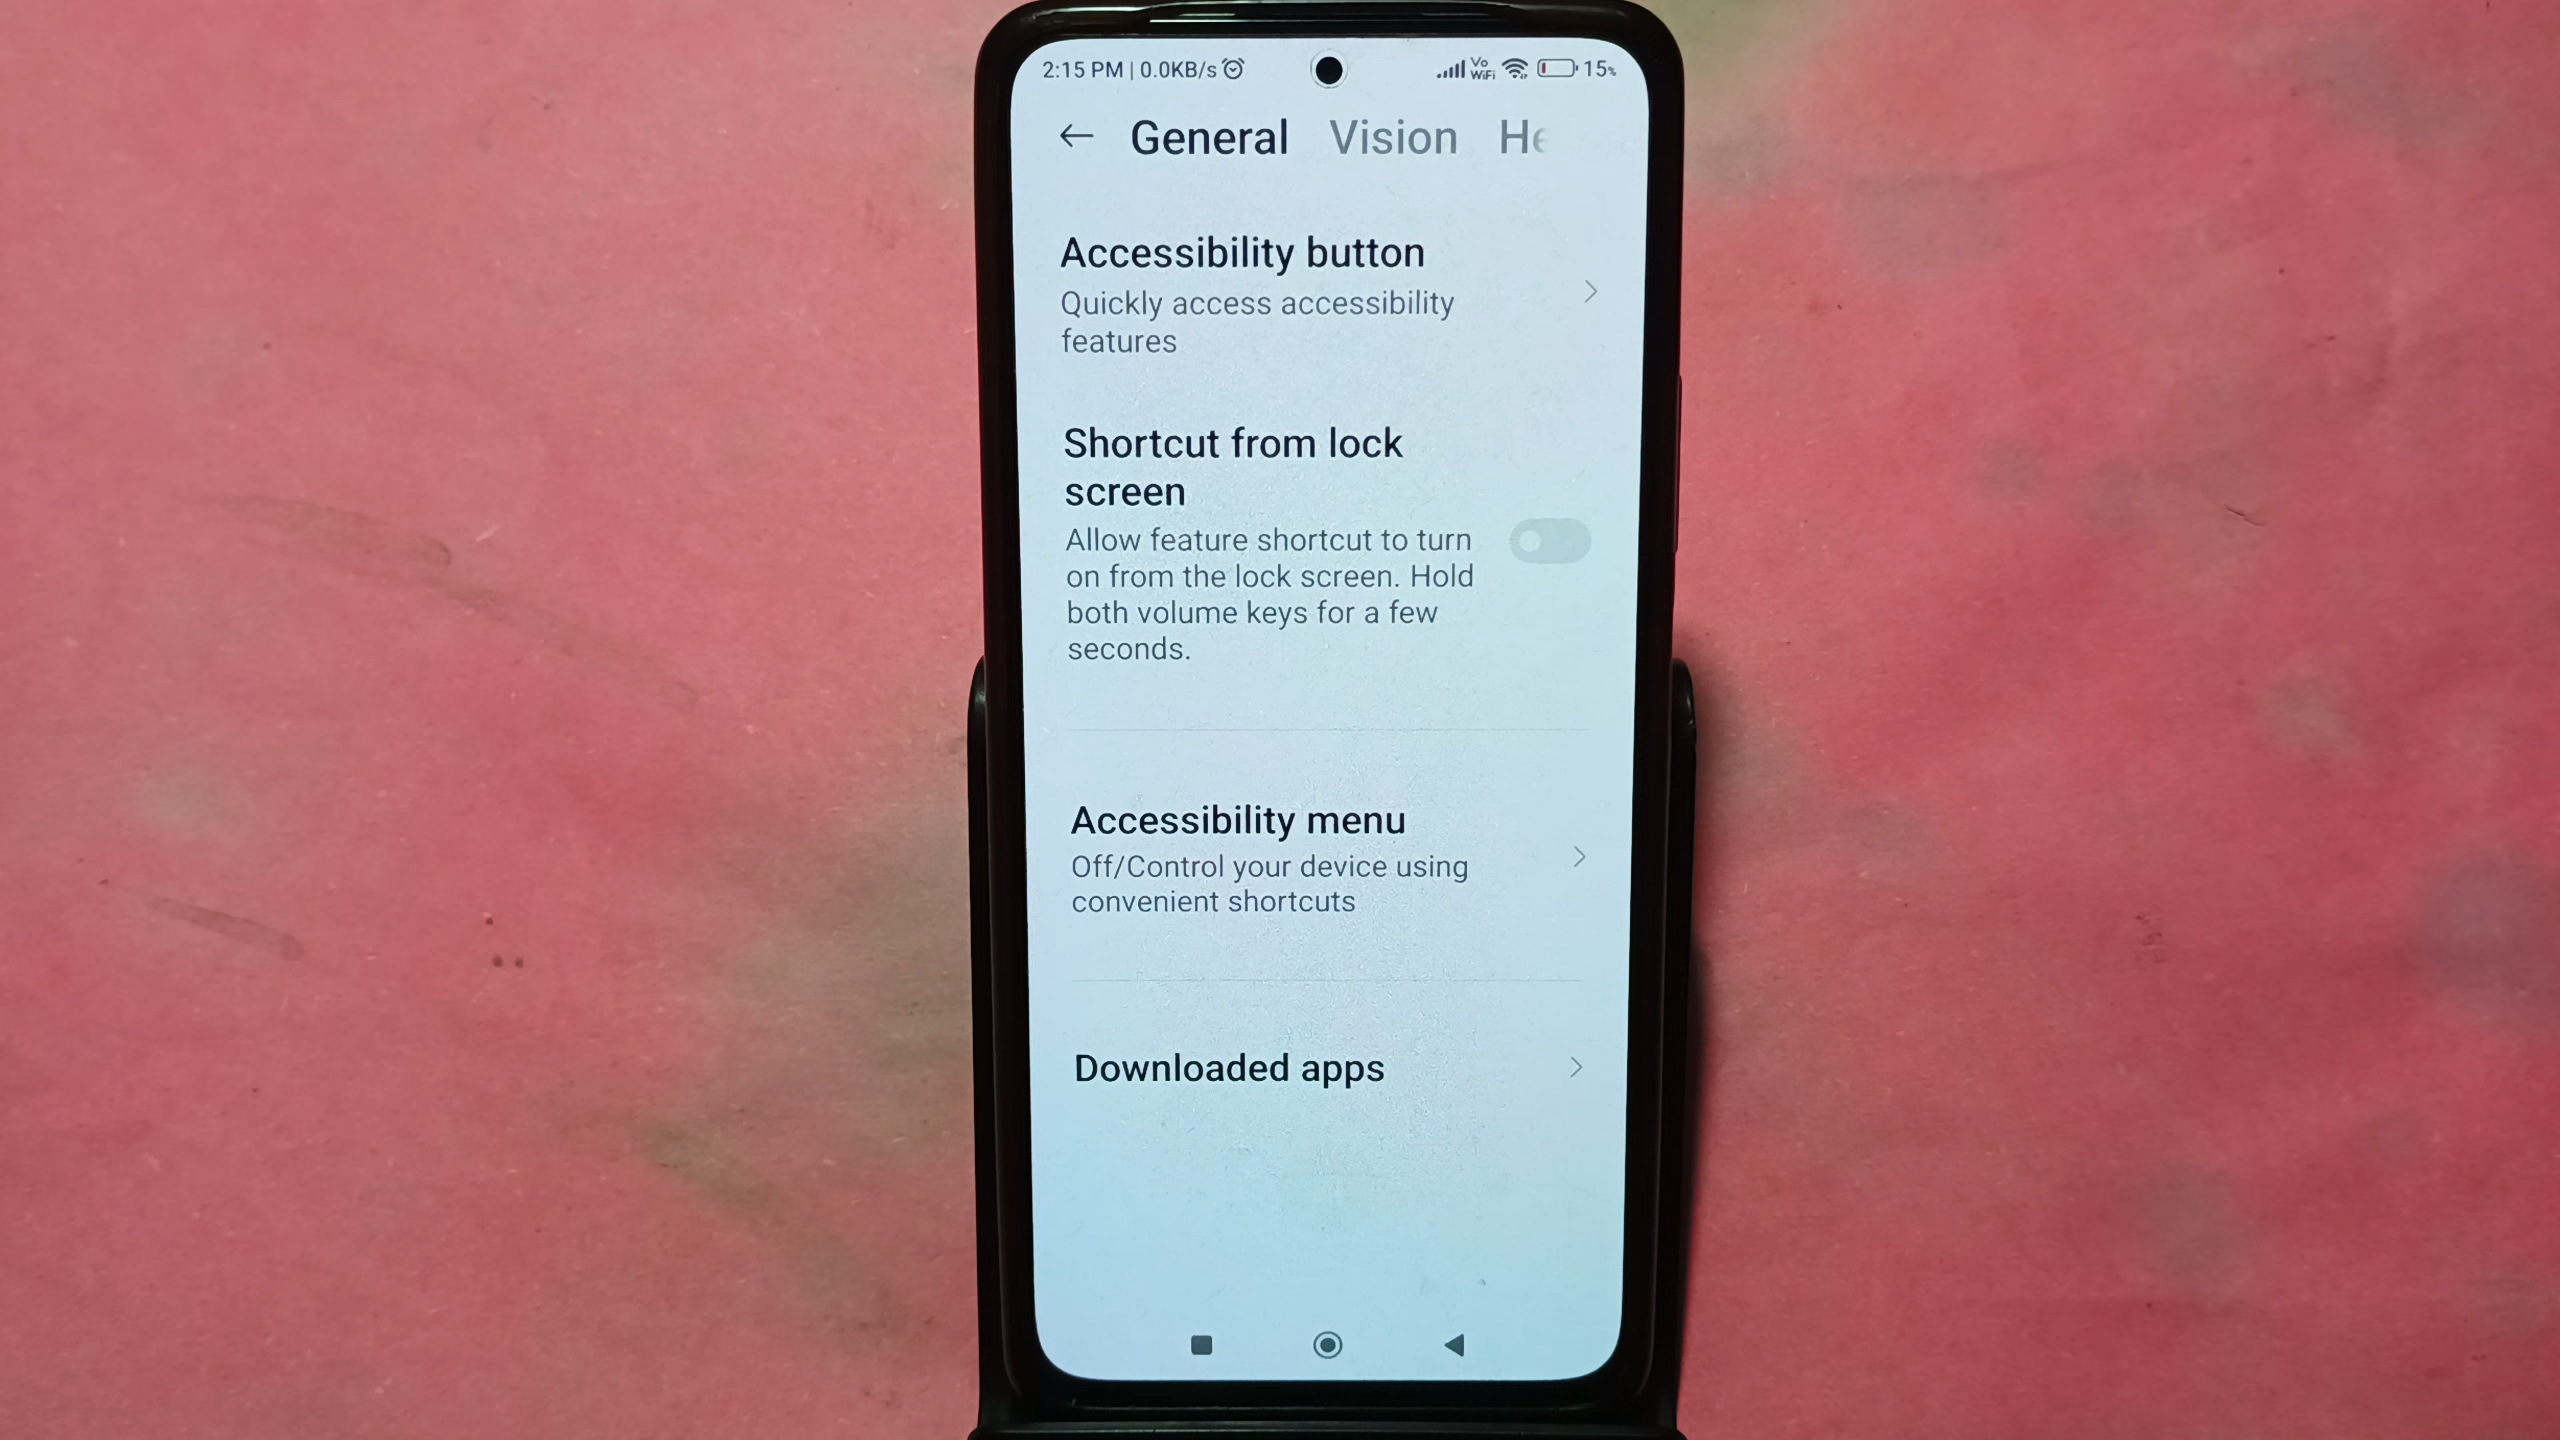 2:15 PM | 0.0KB/s Vo WiFi 15%
General Vision He
Accessibility button
Quickly access accessibility
features
Shortcut from lock
screen
Allow feature shortcut to turn
on from the lock screen. Hold
both volume keys for a few
seconds.
Accessibility menu
Off/Control your device using
convenient shortcuts
Downloaded apps